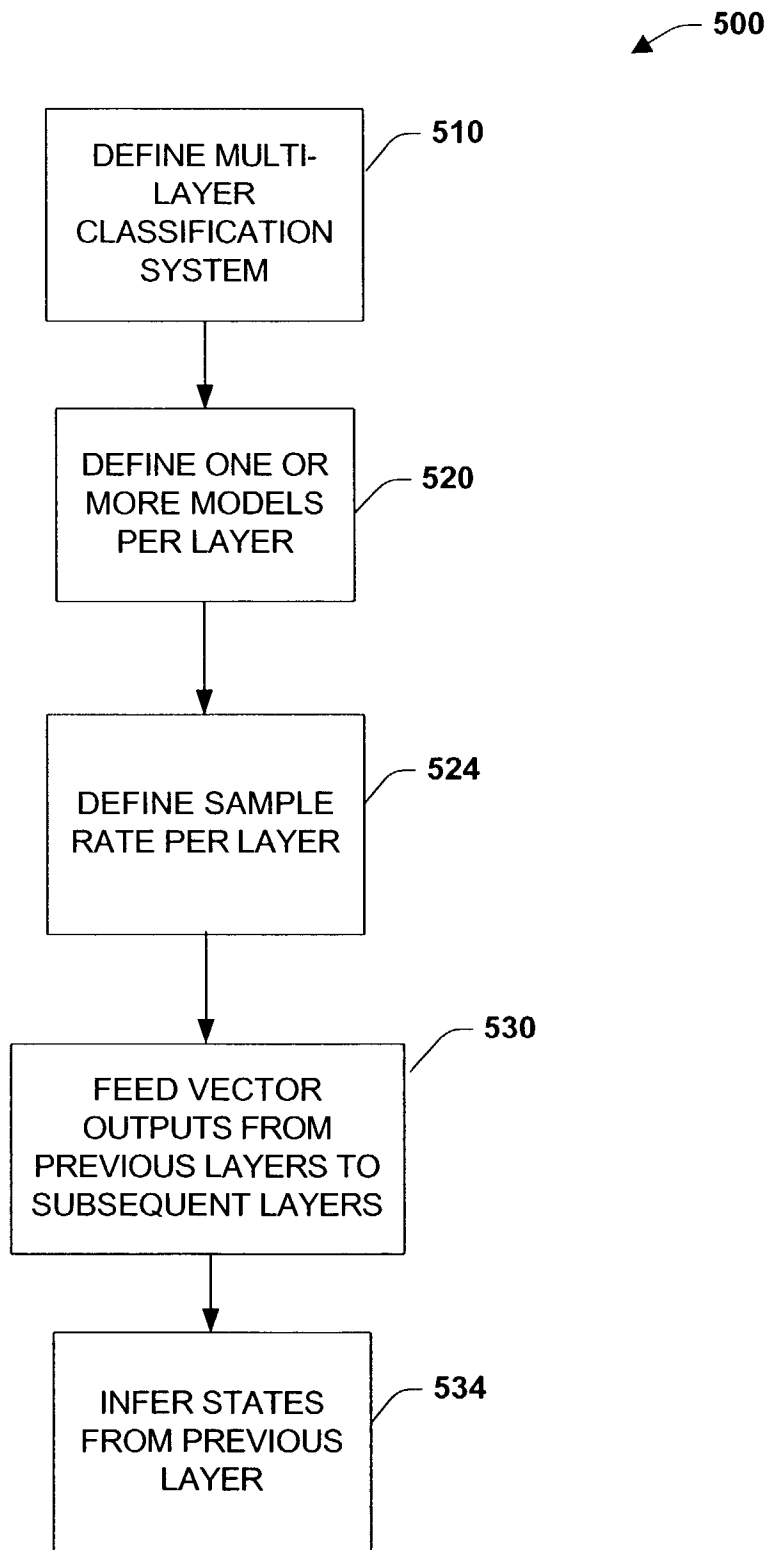 500
510
DEFINE MULTI-
LAYER
CLASSIFICATION
SYSTEM
520
DEFINE ONE OR
MORE MODELS
PER LAYER
524
DEFINE SAMPLE
RATE PER LAYER
530
FEED VECTOR
OUTPUTS FROM
PREVIOUS LAYERS TO
SUBSEQUENT LAYERS
534
INFER STATES
FROM PREVIOUS
LAYER